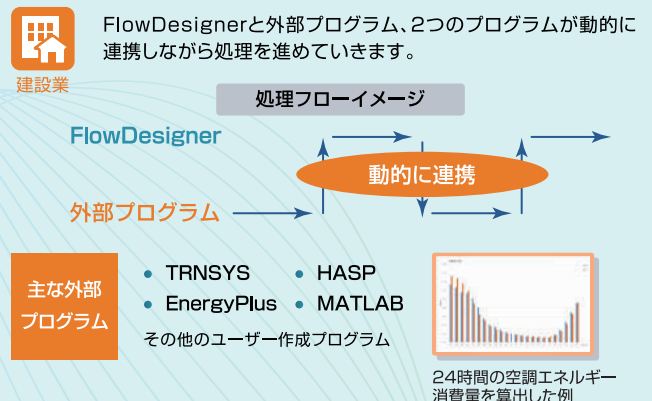 FlowDesignerと外部プログラム、2つのプログラムが動的に
連携しながら処理を進めていきます。
建設業
処理フローイメージ
FlowDesigner
動的に連携
外部プログラム
主な外部
プログラム
• TRNSYS • HASP
• EnergyPlus • MATLAB
その他のユーザー作成プログラム
24時間の空調エネルギー
消費量を算出した例